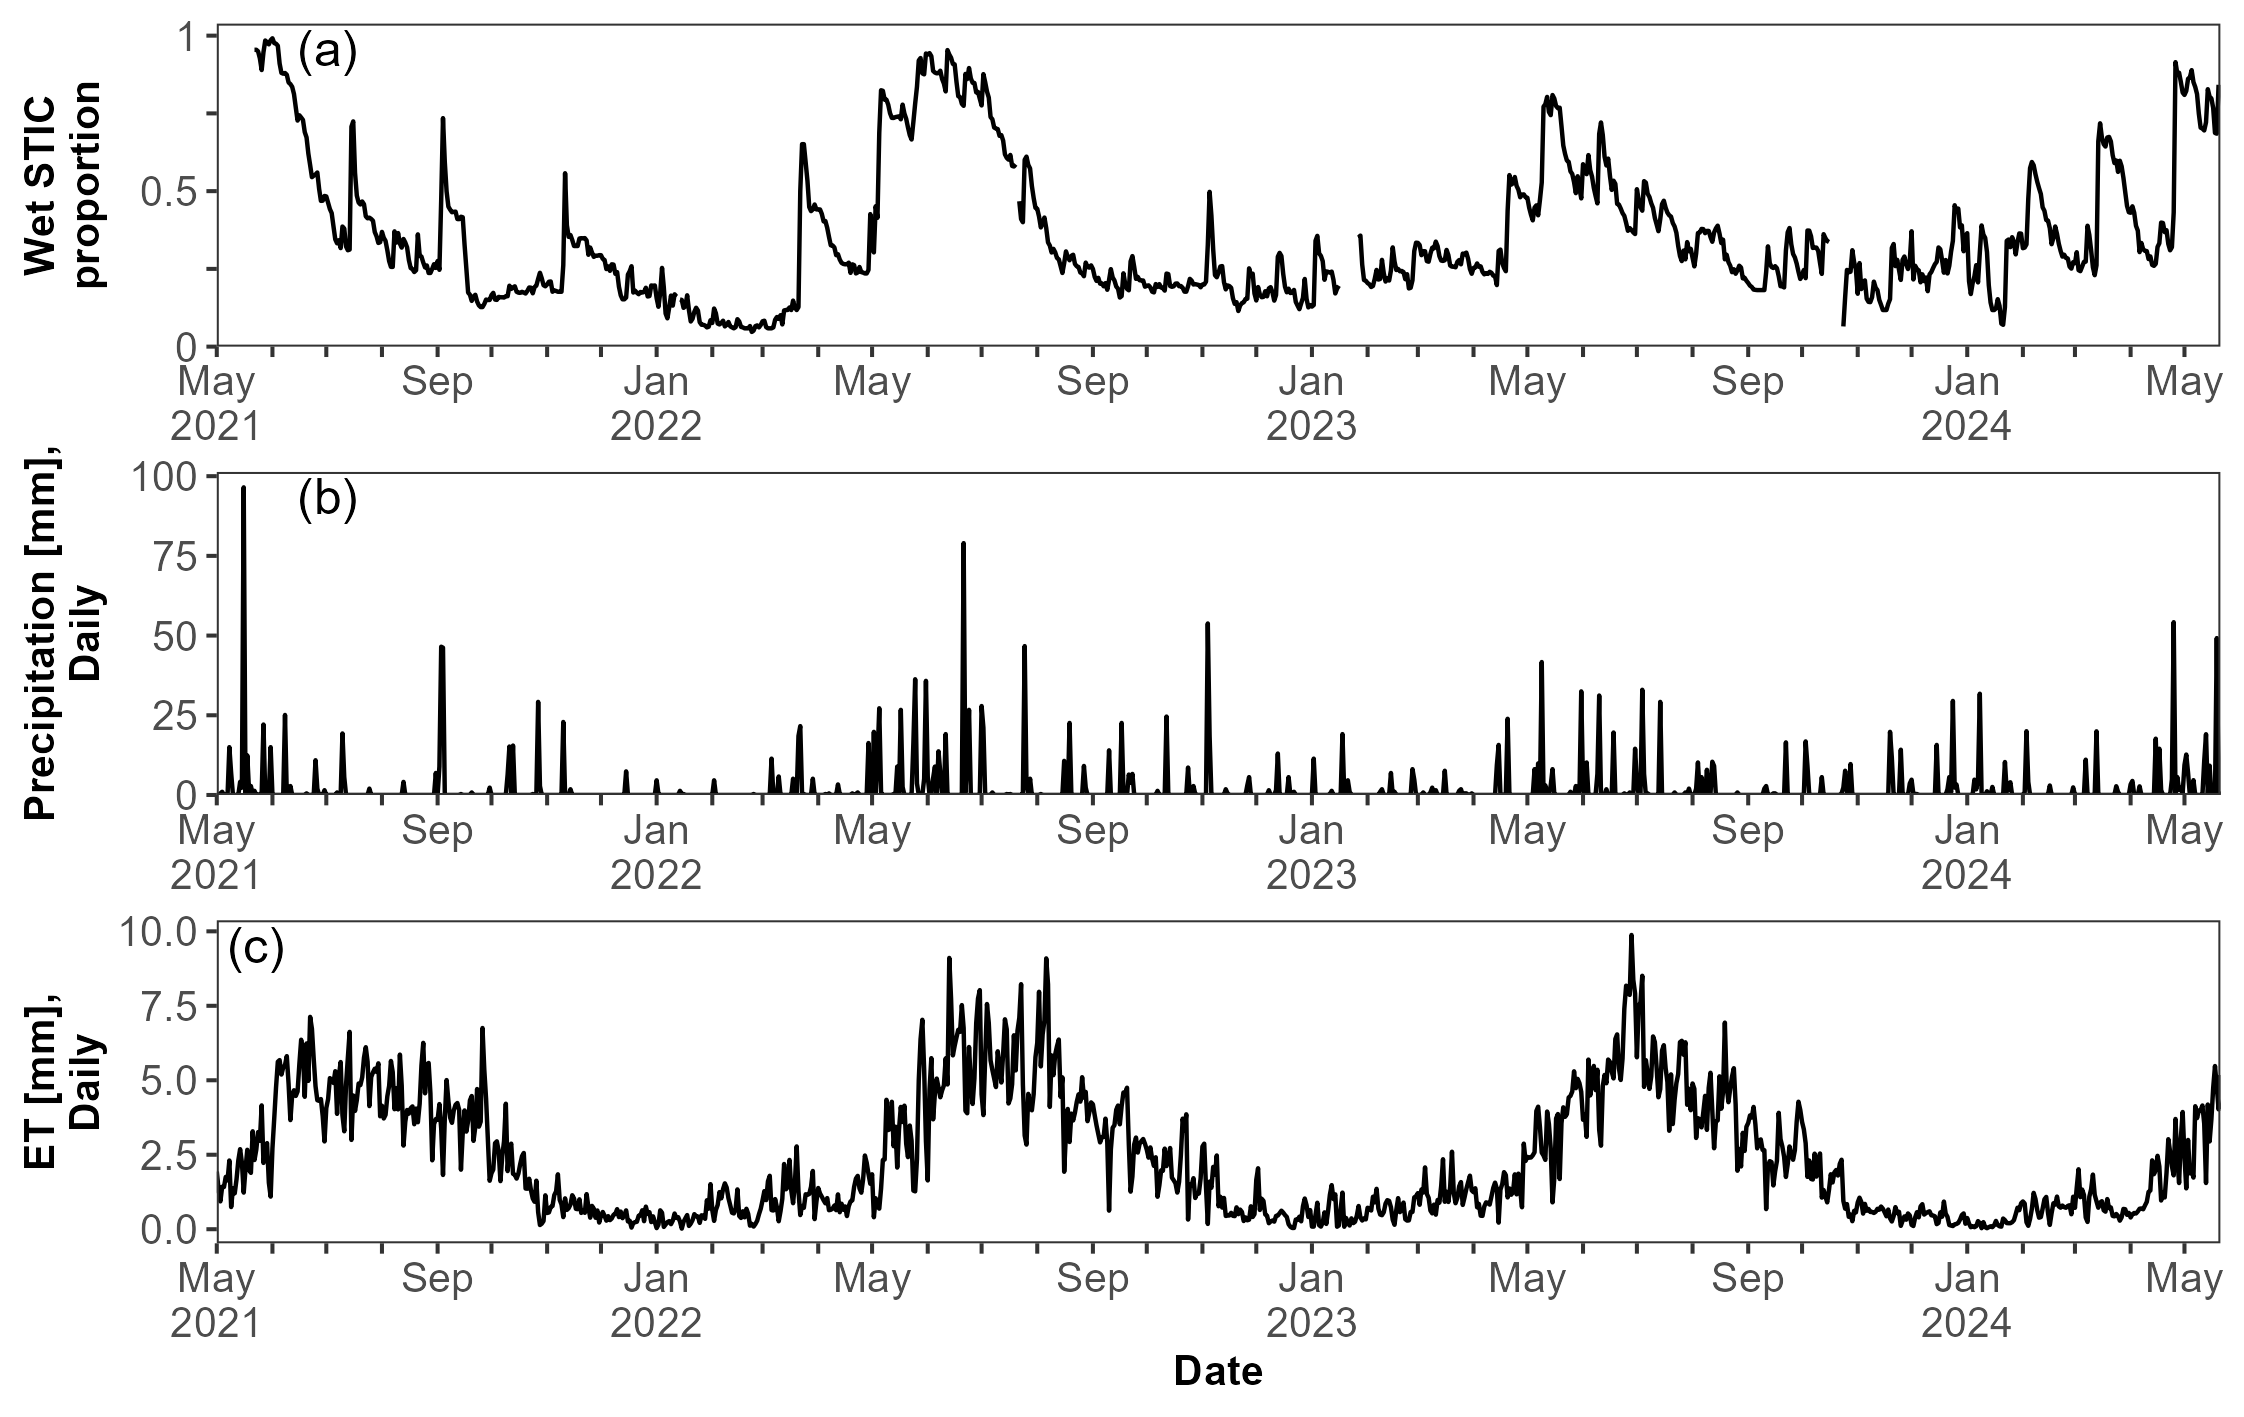 Wet STIC
proportion
(a)
1
0.5
0
May Sep Jan May Sep Jan May Sep Jan May
2021 2022 2023 2024
Precipitation [mm],
Daily
(b)
100
75
50
25
0
May Sep Jan May Sep Jan May Sep Jan May
2021 2022 2023 2024
ET [mm],
Daily
(c)
10.0
7.5
5.0
2.5
0.0
May Sep Jan May Sep Jan May Sep Jan May
2021 2022 2023 2024
Date